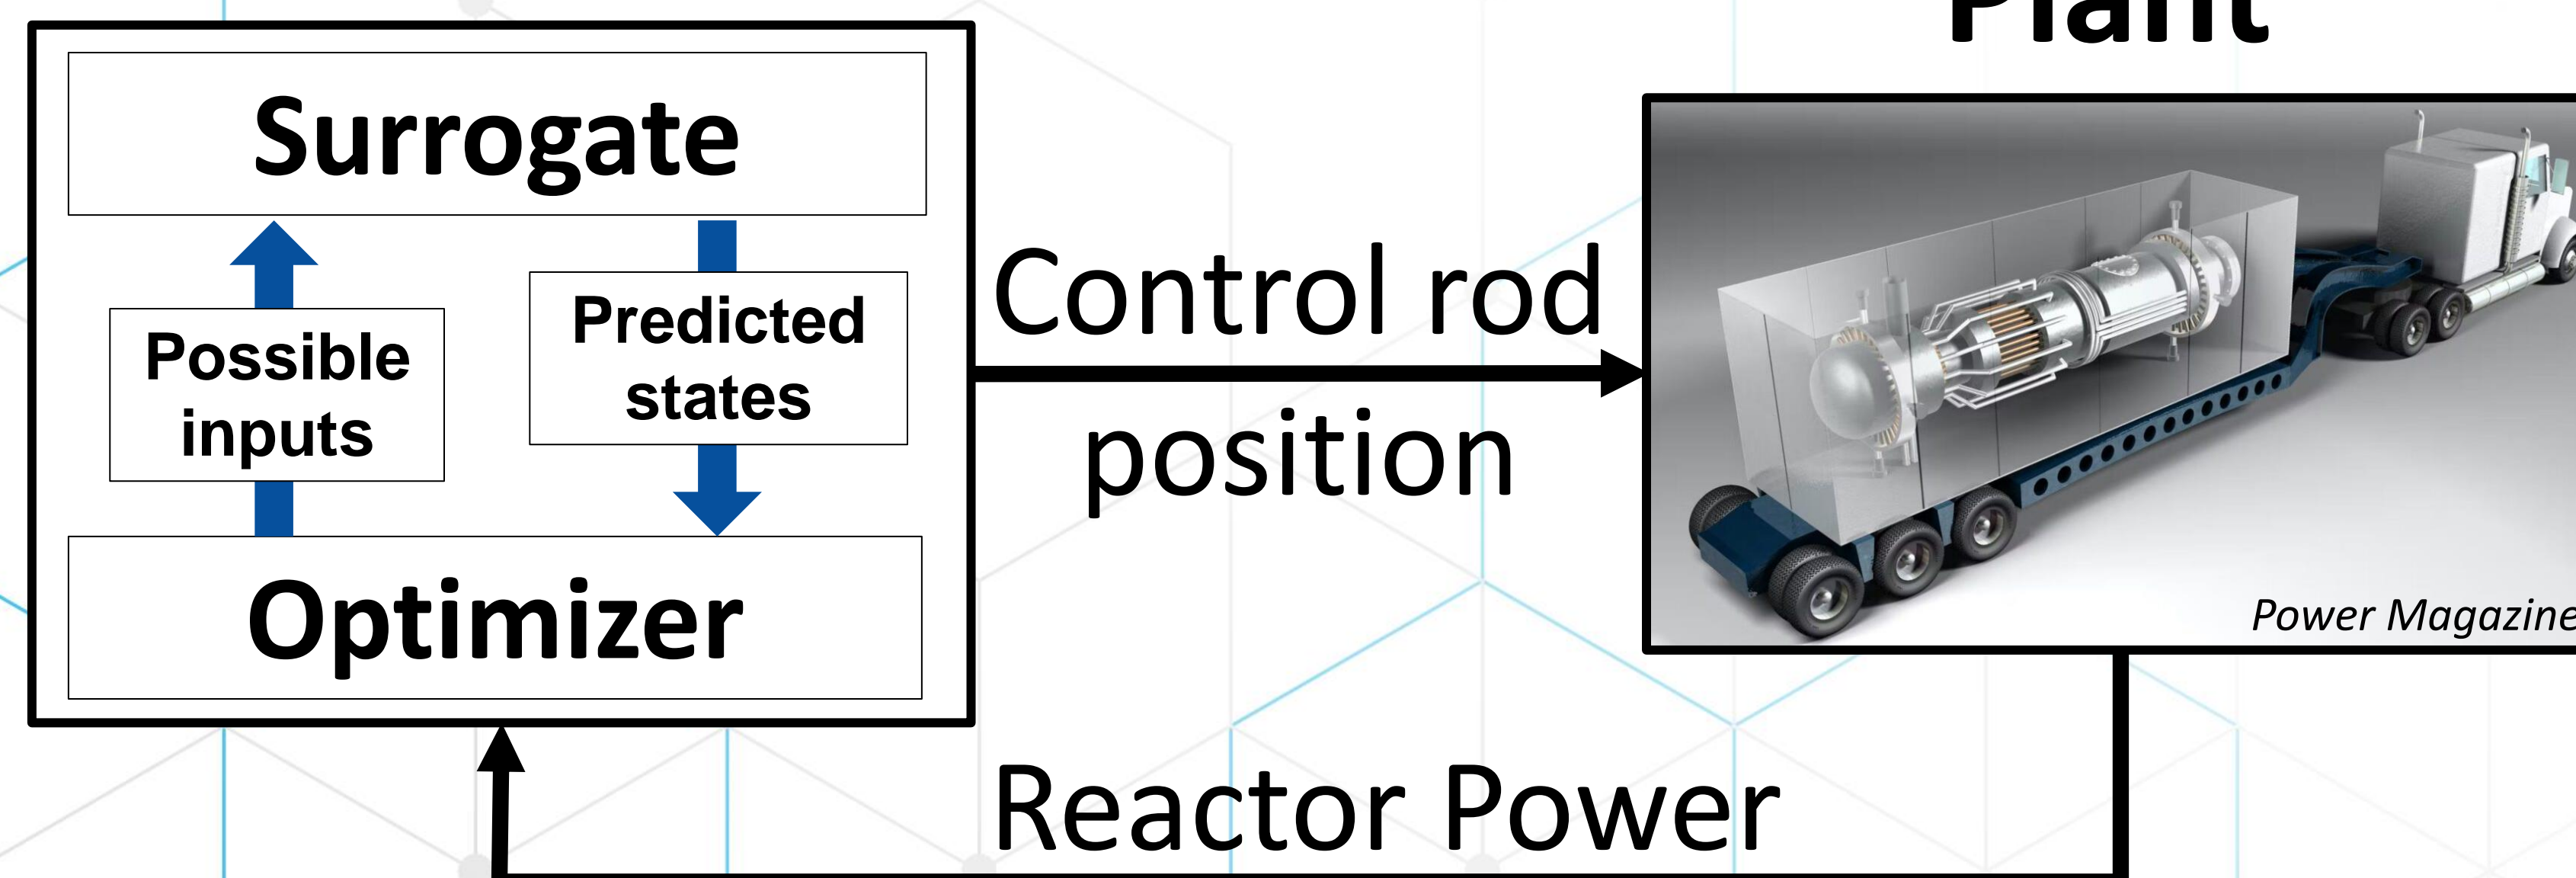 Plant
Surrogate
Possible
inputs
Predicted
states
Optimizer
Control rod
position
Power Magazine
Reactor Power